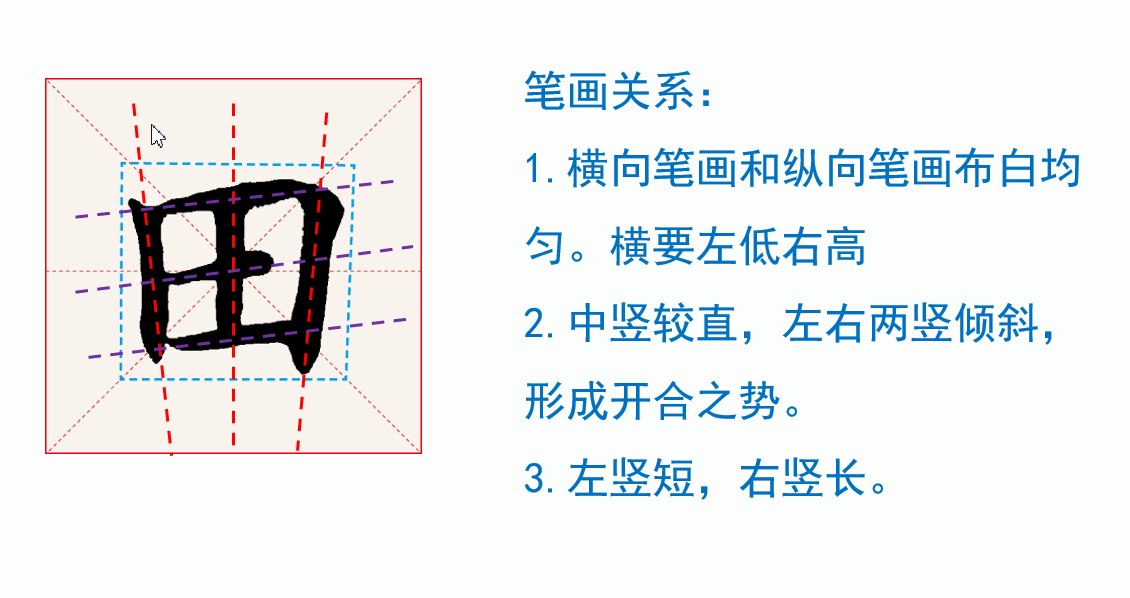 田
笔画关系：
1.横向笔画和纵向笔画布白均
匀。横要左低右高
2.中竖较直，左右两竖倾斜，
形成开合之势。
3.左竖短，右竖长。